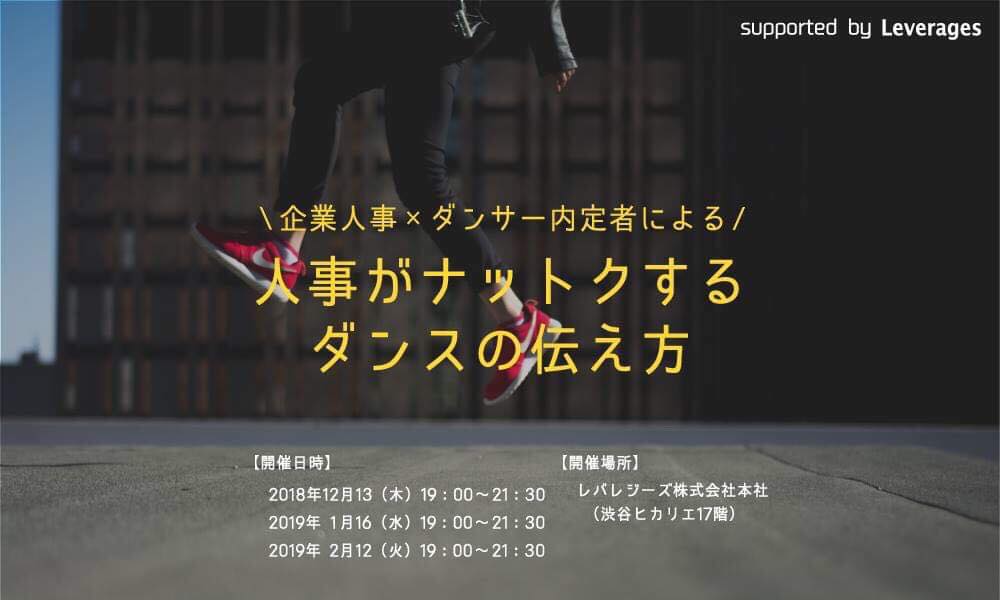 supported by Leverages
\企業人事×ダンサー内定者による/
人事がナットクする
ダンスの伝え方
【開催日時】
2018年12月13（木）19：00～21：30
2019年 1月16（水）19：00～21：30
2019年 2月12（火）19：00～21：30
【開催場所】
レバレジーズ株式会社本社
（渋谷ヒカリエ17階）